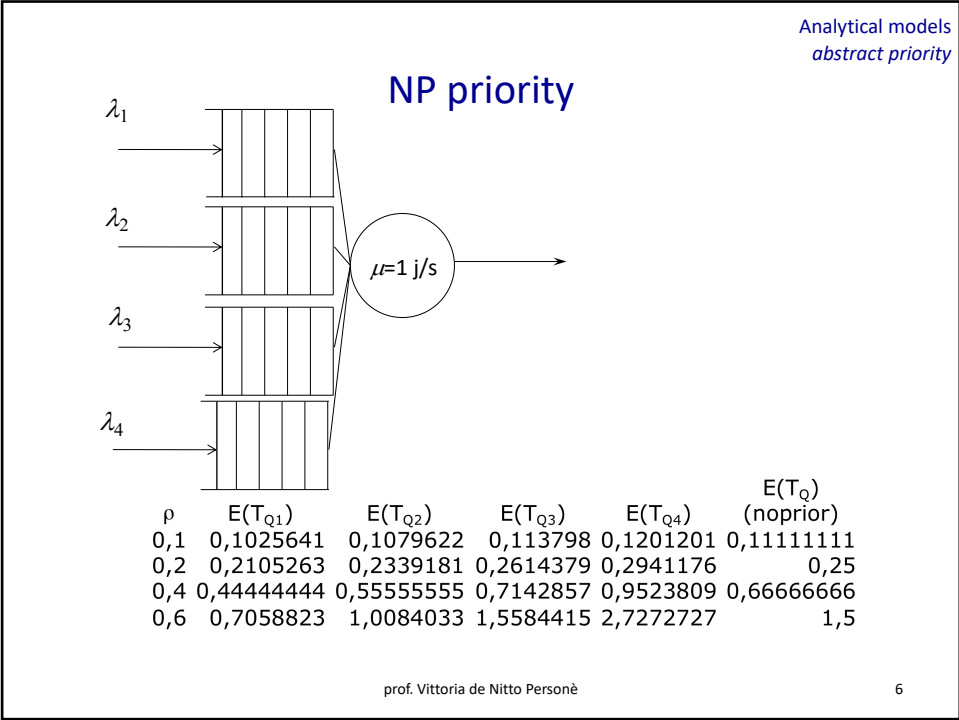 Analytical models
abstract priority
NP priority
λ1
λ2
λ3
λ4
μ=1 j/s
E(TQ)
ρ E(TQ1) E(TQ2) E(TQ3) E(TQ4) (noprior)
0,1 0,1025641 0,1079622 0,113798 0,1201201 0,11111111
0,2 0,2105263 0,2339181 0,2614379 0,2941176 0,25
0,4 0,44444444 0,55555555 0,7142857 0,9523809 0,66666666
0,6 0,7058823 1,0084033 1,5584415 2,7272727 1,5
prof. Vittoria de Nitto Personè 6